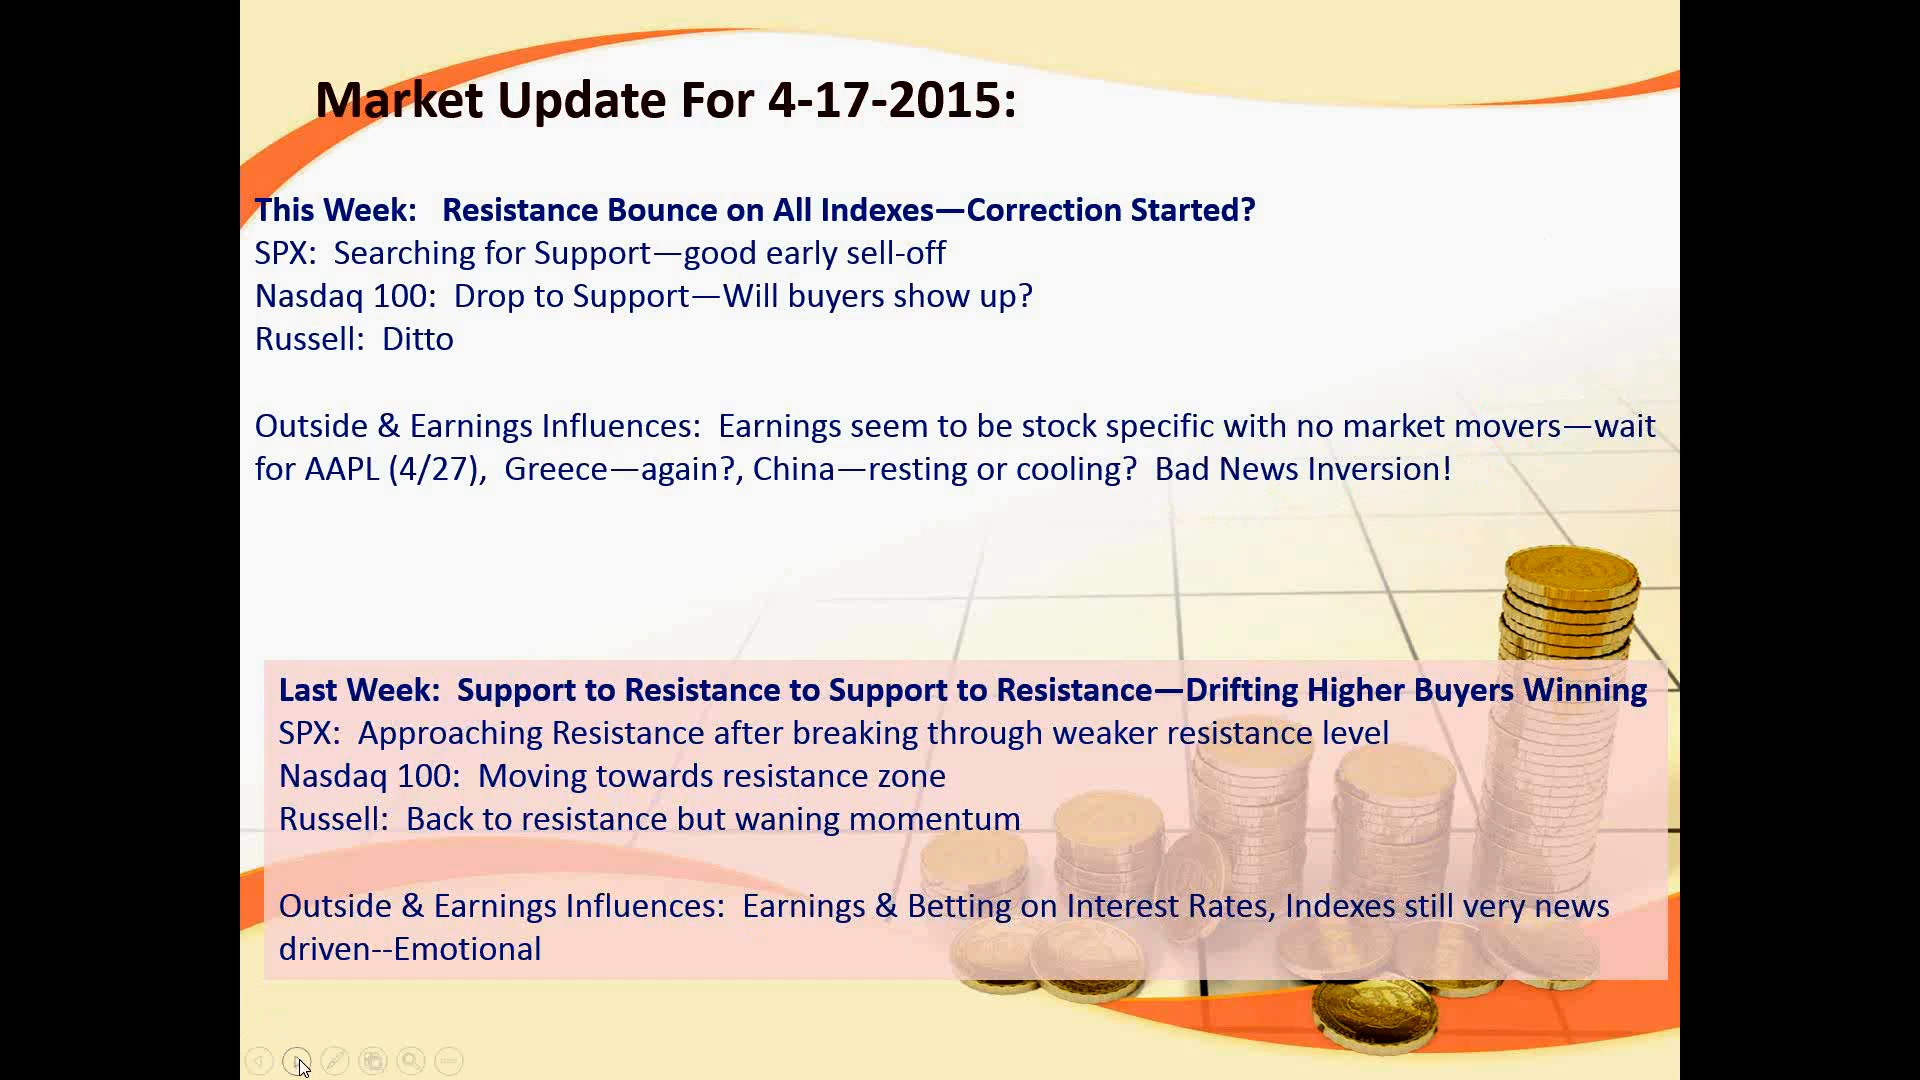 Market Update For 4-17-2015:
This Week:   Resistance Bounce on All Indexes—Correction Started?
SPX:  Searching for Support—good early sell-off
Nasdaq 100:  Drop to Support—Will buyers show up?
Russell:  Ditto
Outside & Earnings Influences:  Earnings seem to be stock specific with no market movers—wait
for AAPL (4/27),  Greece—again?, China—resting or cooling?  Bad News Inversion!
Last Week:  Support to Resistance to Support to Resistance—Drifting Higher Buyers Winning
SPX:  Approaching Resistance after breaking through weaker resistance level
Nasdaq 100:  Moving towards resistance zone
Russell:  Back to resistance but waning momentum
Outside & Earnings Influences:  Earnings & Betting on Interest Rates, Indexes still very news
driven--Emotional